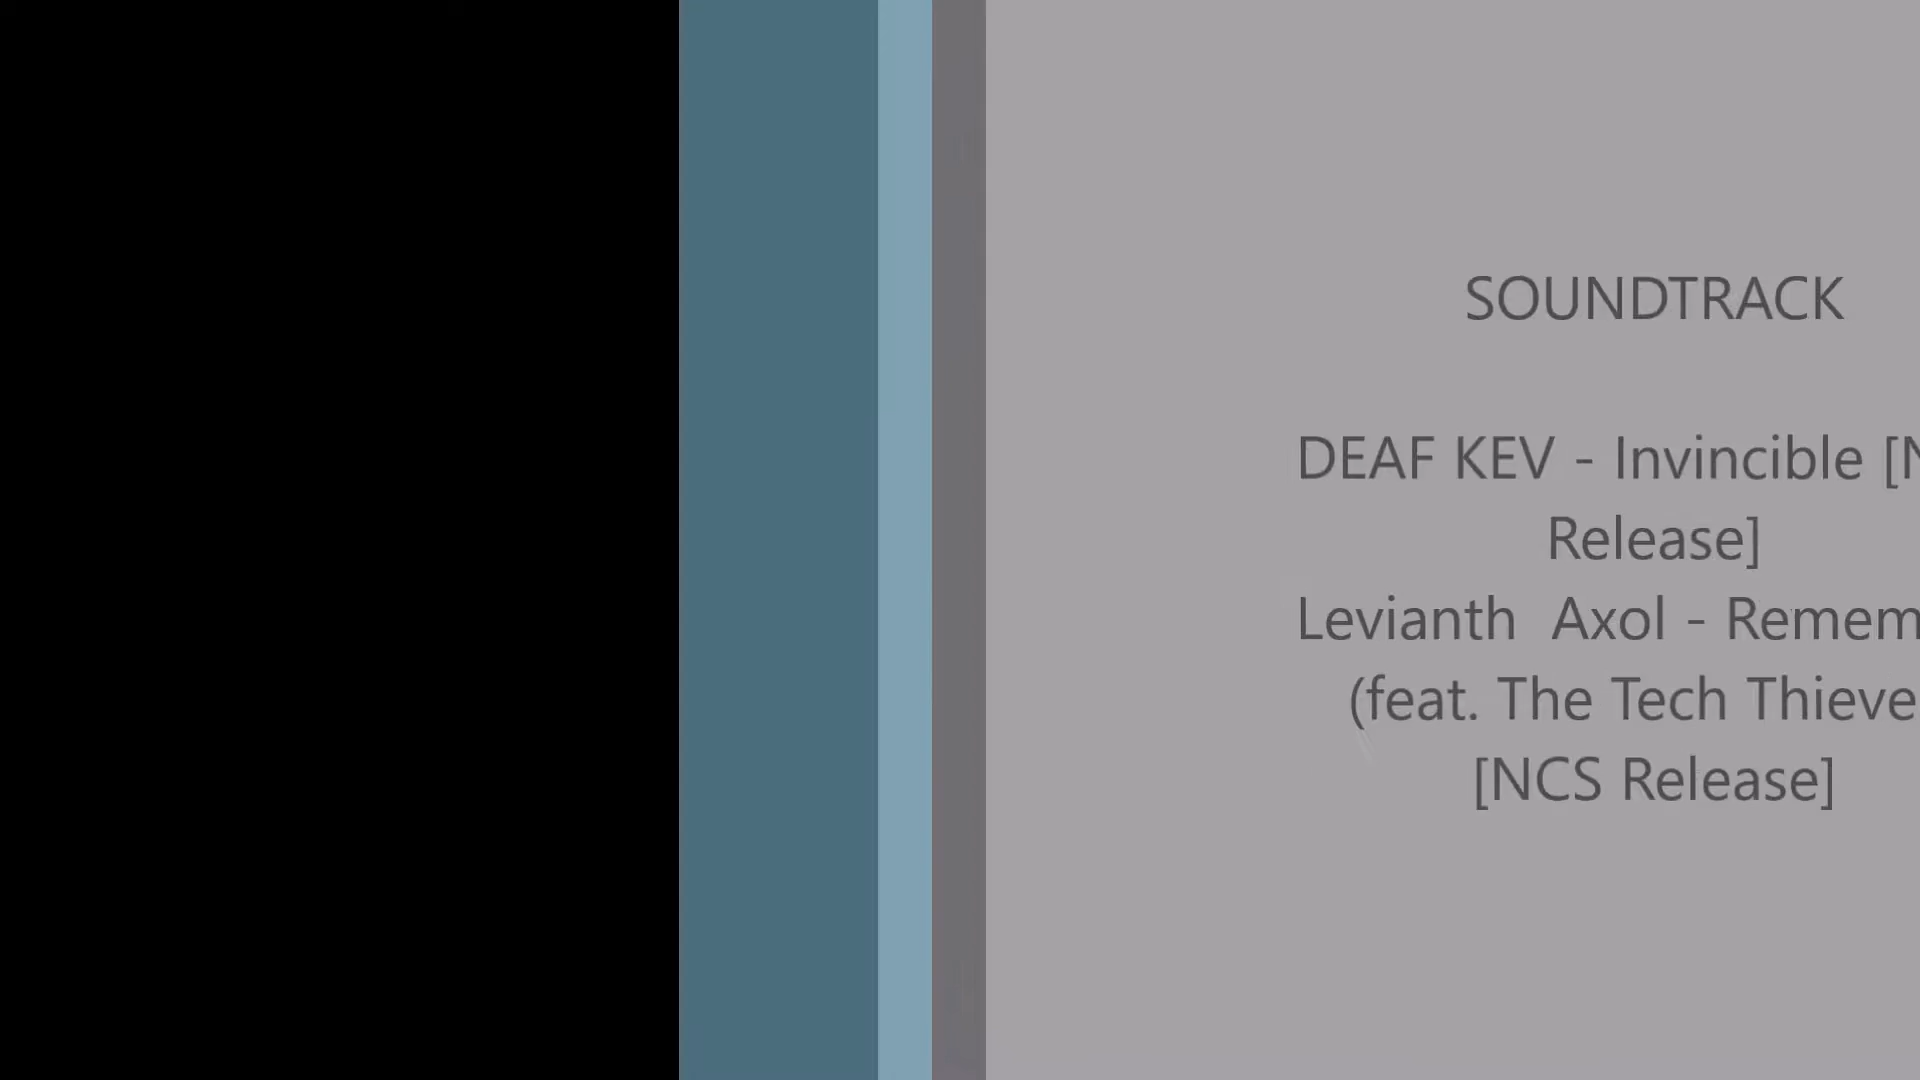 SOUNDTRACK
DEAF KEV - Invincible [
Release]
Levianth  Axol - Remem
(feat. The Tech Thieve
[NCS Release]